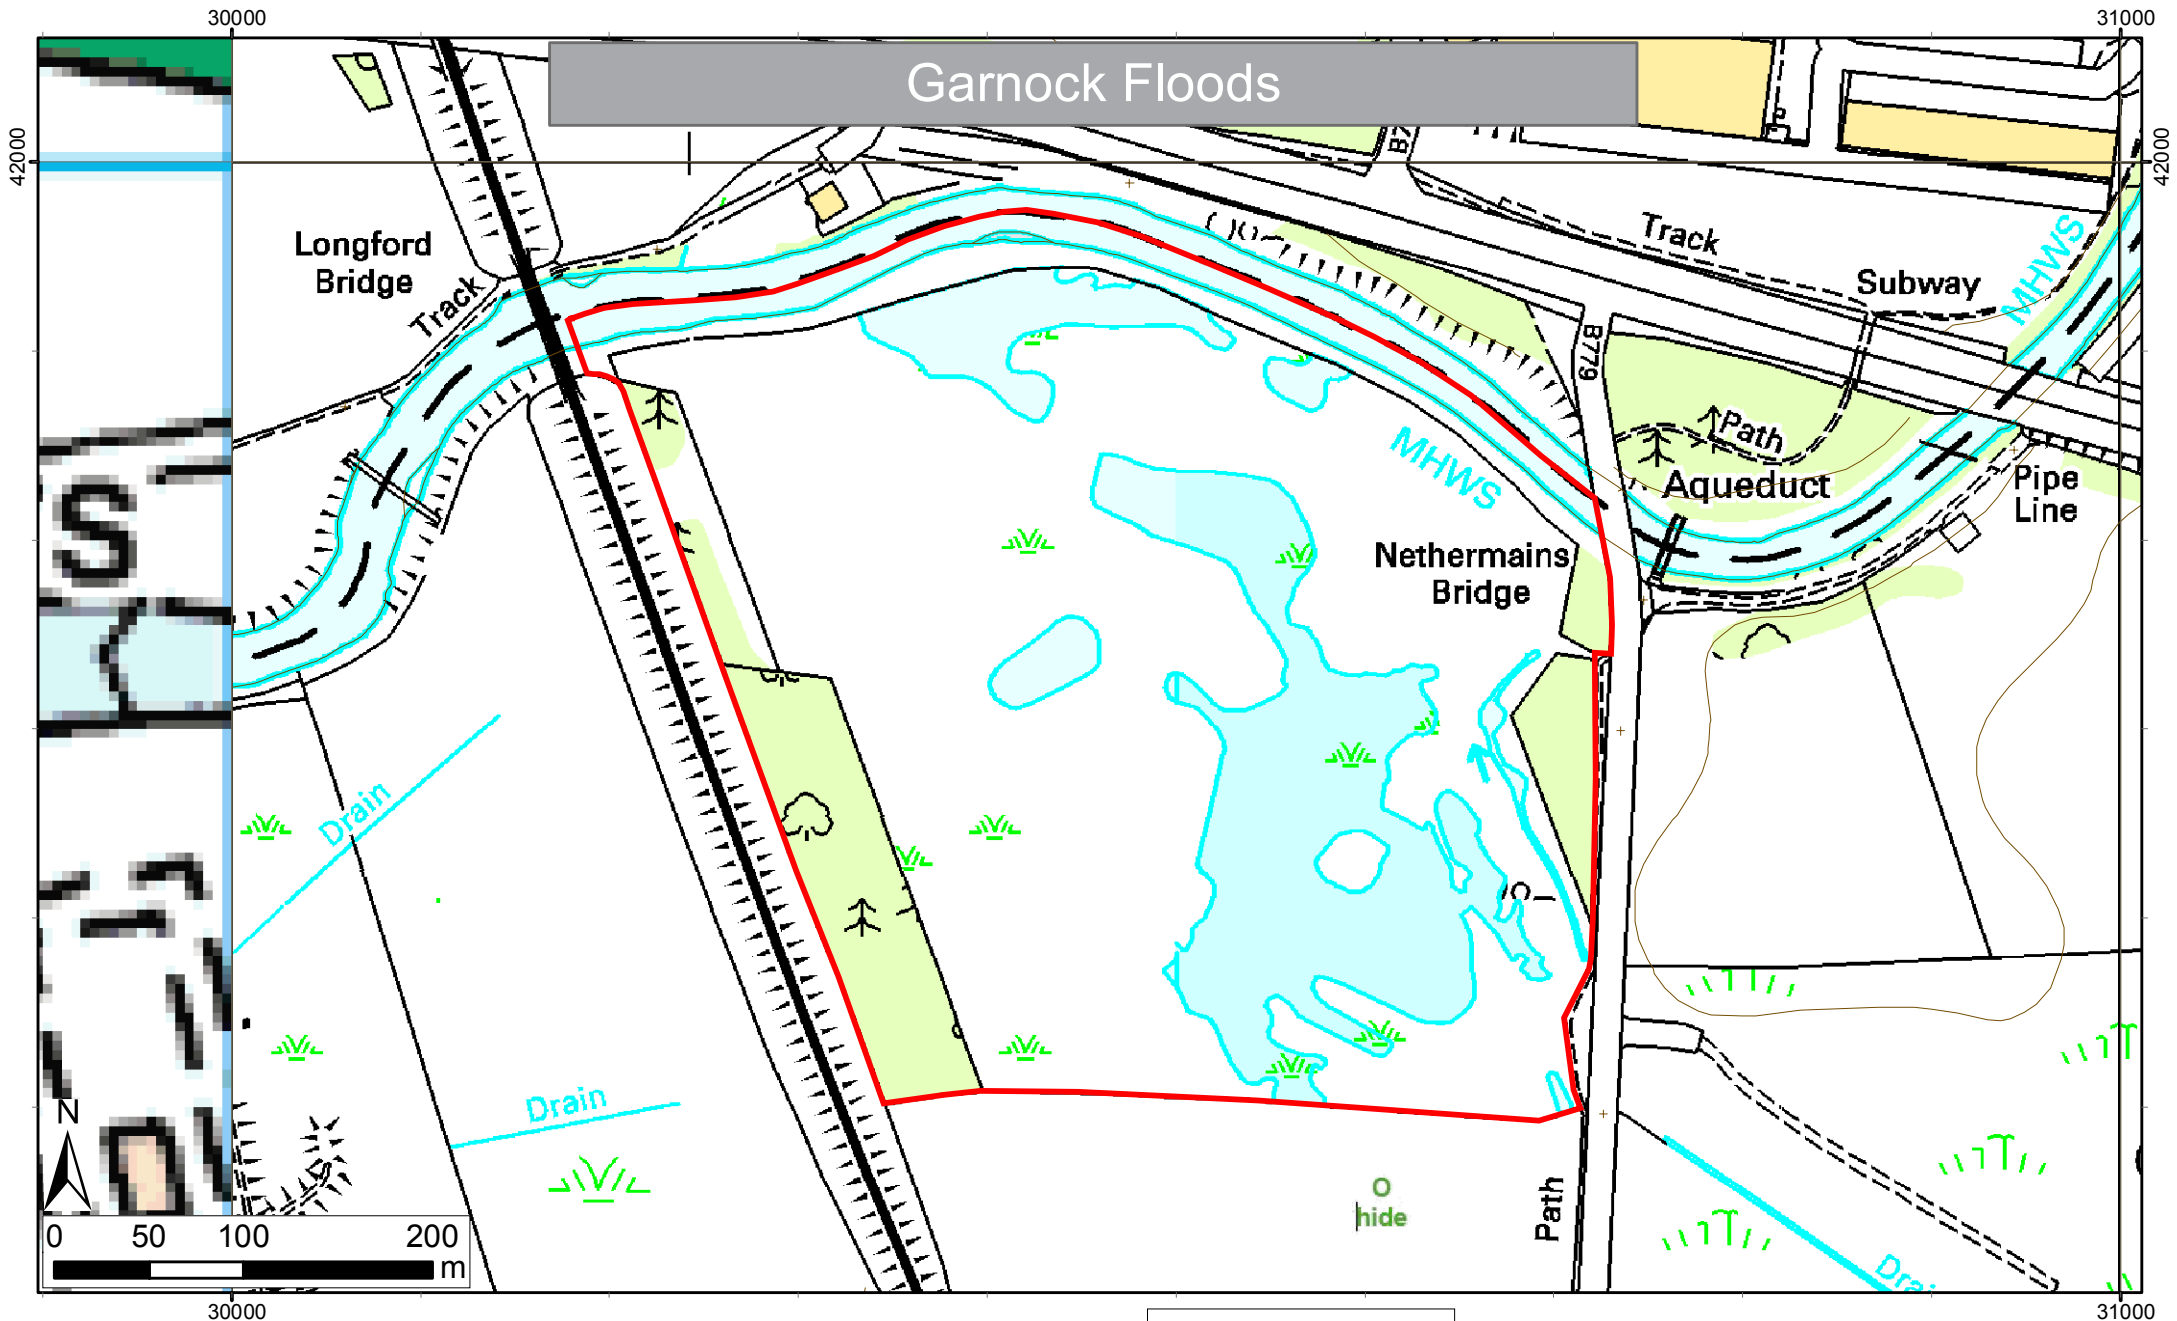 30000
31000
Garnock Floods
42000
42000
B7
Longford
Bridge
Track
Track
Subway
MHWS
B779
Path
Aqueduct
Pipe
Line
MHWS
Nethermains
Bridge
S
Drain
Drain
N
hide
Path
0 50 100 200
m
30000
31000